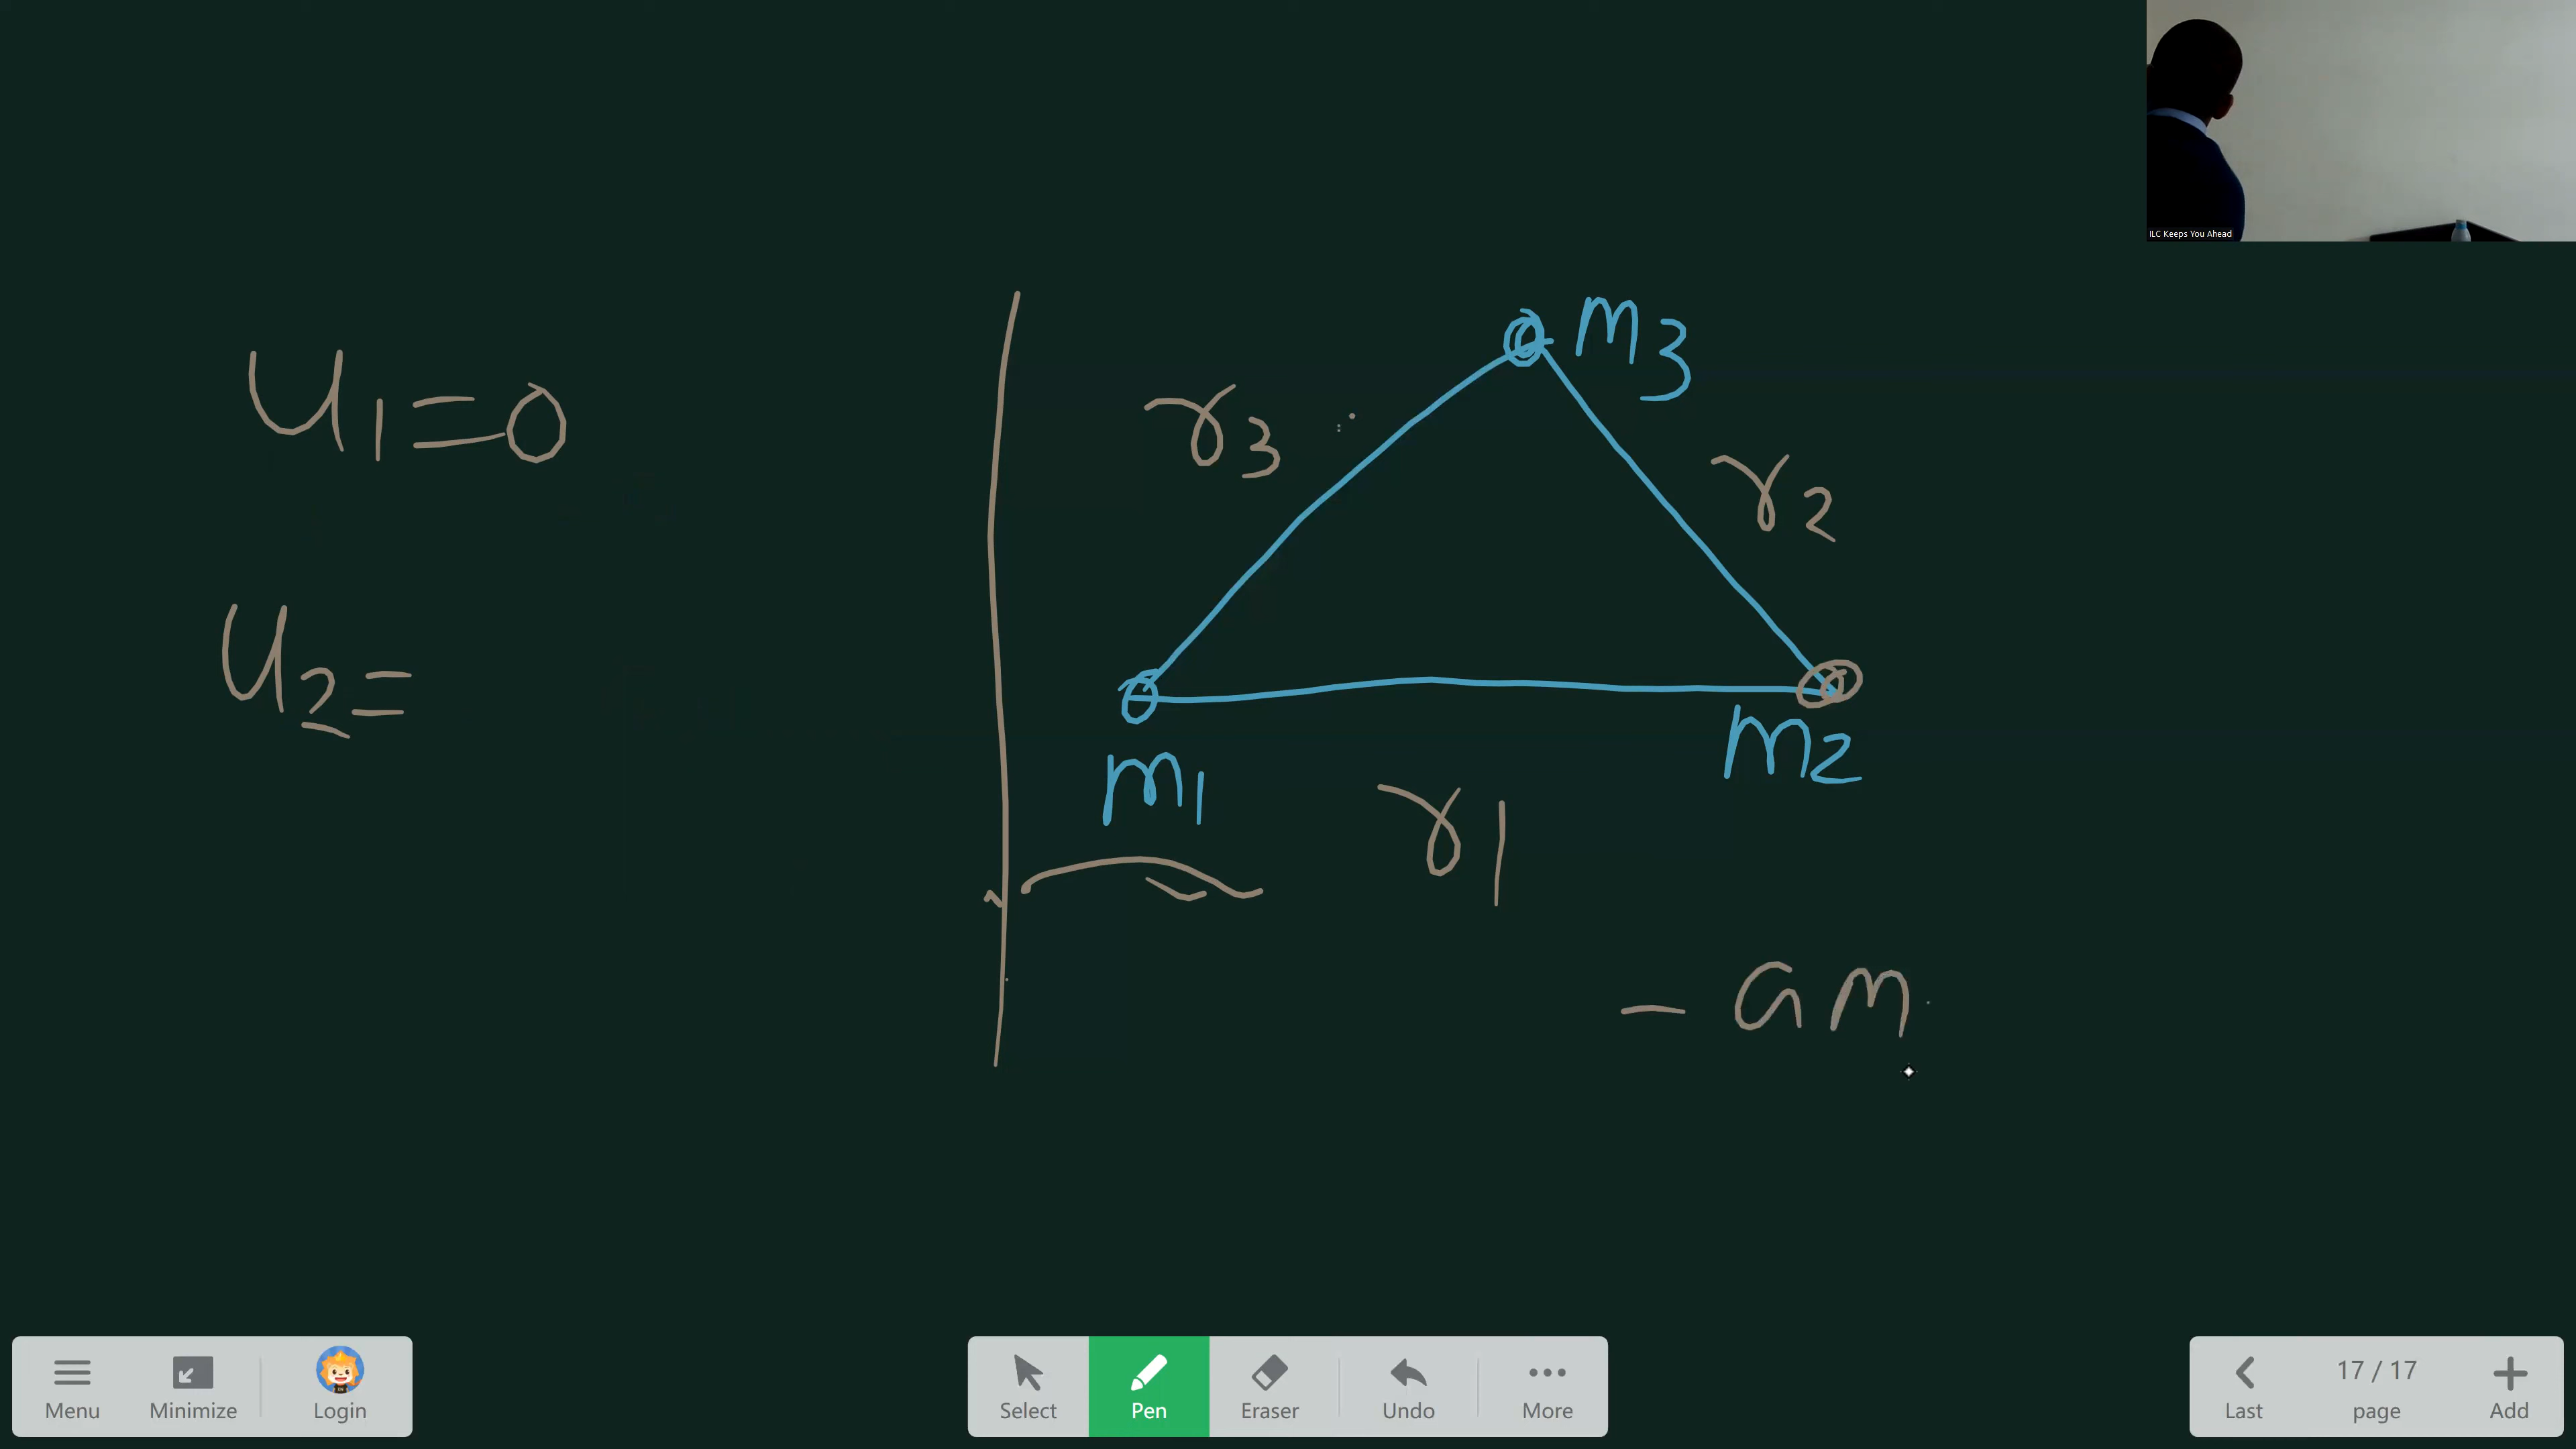 ILC Keeps You Ahead
U1=0
U2=
m3
r3
r2
m1
m2
r1
- Gm
Menu
Minimize
Login
Select
Pen
Eraser
Undo
More
Last
17 / 17
page
Add